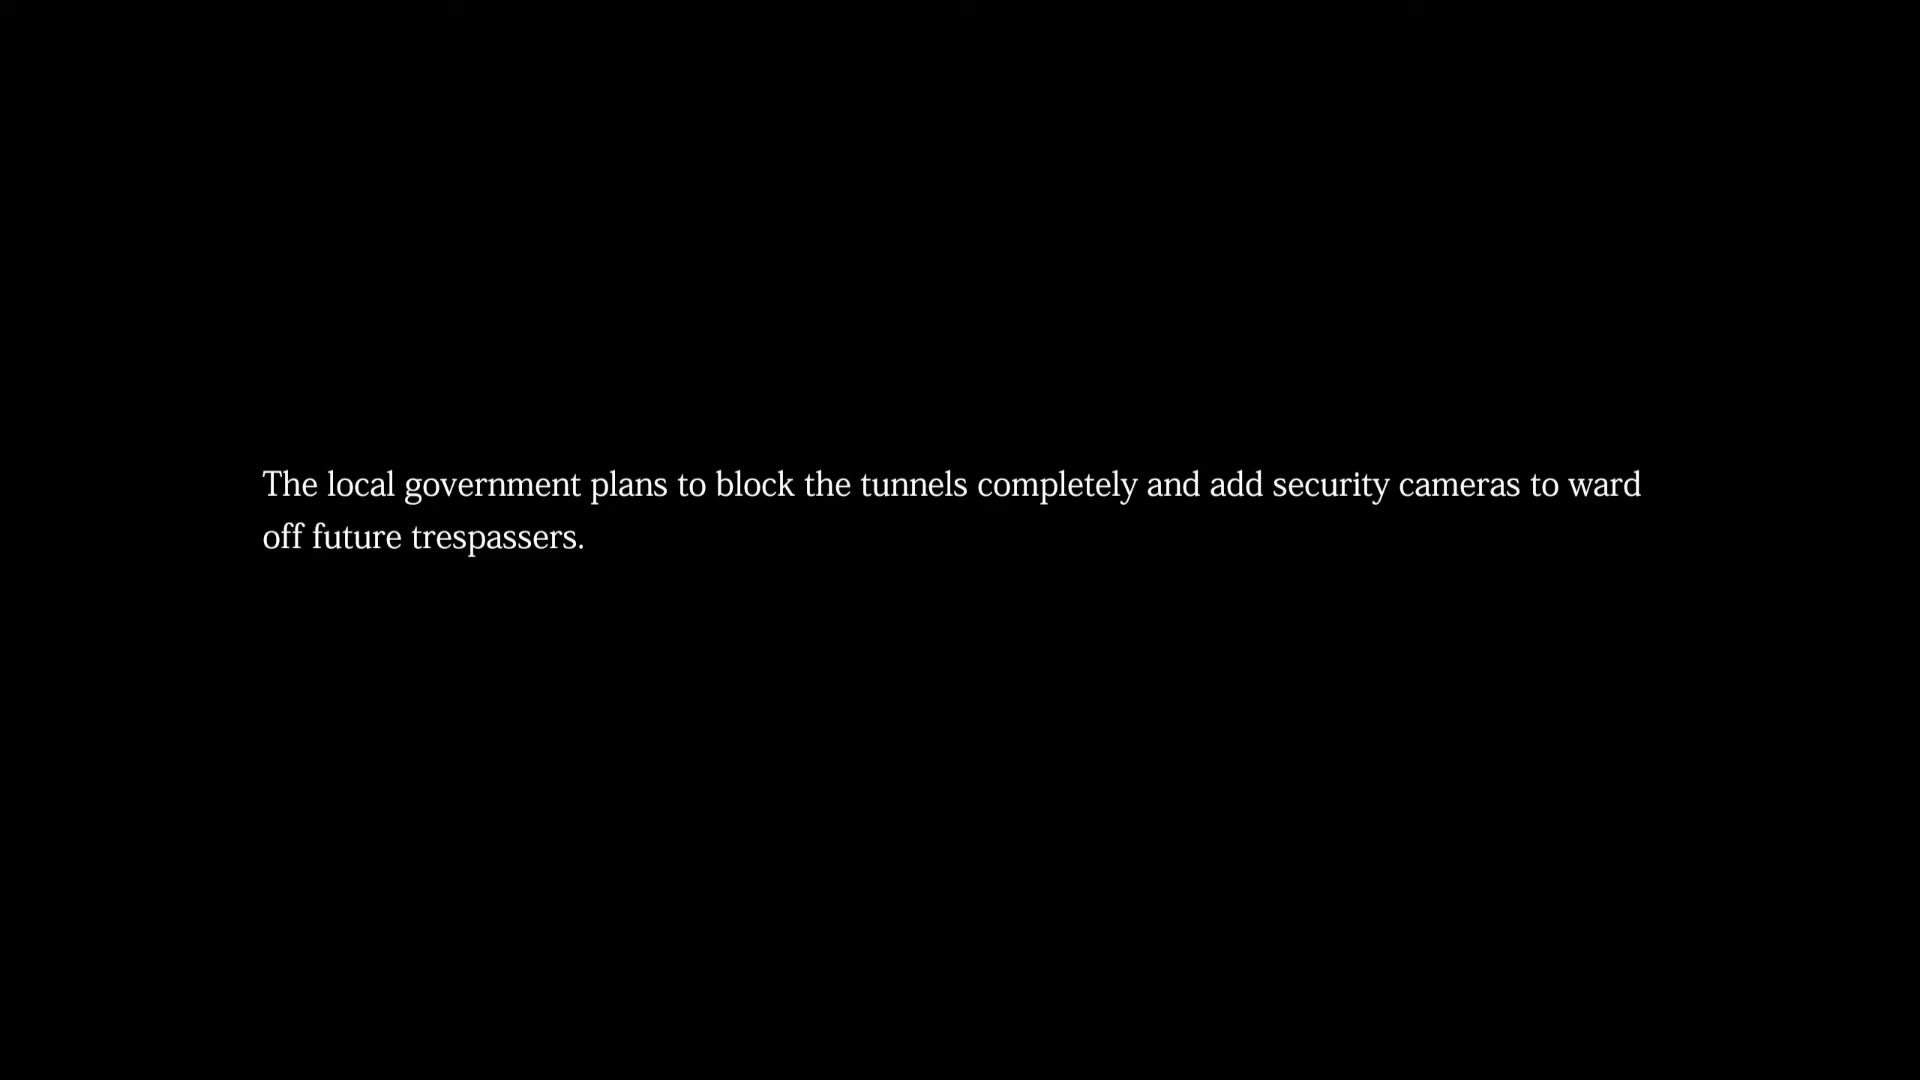 The local government plans to block the tunnels completely and add security cameras to ward
off future trespassers.